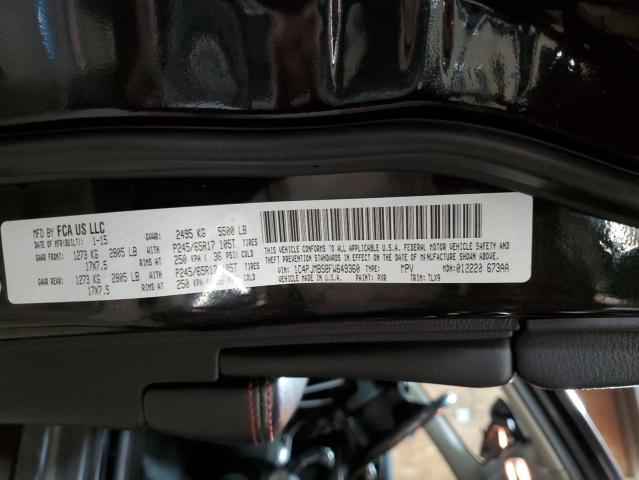 MFD BY FCA US LLC
DATE OF MFR/BUILT: 1-15 GVWR: 2495 KG 5500 LB
GAWR FRONT: 1273 KG 2805 LB WITH P245/65R17 105T TIRES
17X7.5 RIMS AT 250 KPA ( 36 PSI) COLD
GAWR REAR: 1273 KG 2805 LB WITH P245/65R17 105T TIRES
17X7.5 RIMS AT 250 KPA ( 36 PSI) COLD
THIS VEHICLE CONFORMS TO ALL APPLICABLE U.S.A. FEDERAL MOTOR VEHICLE SAFETY,
THEFT PREVENTION STANDARDS IN EFFECT ON THE DATE OF MANUFACTURE SHOWN ABOVE.
VIN: 1C4PJMBS8FW649360 TYPE: MPV MDH: 012220 673AA
VEHICLE MADE IN U.S.A. PAINT: PXR TRIM: TLX9